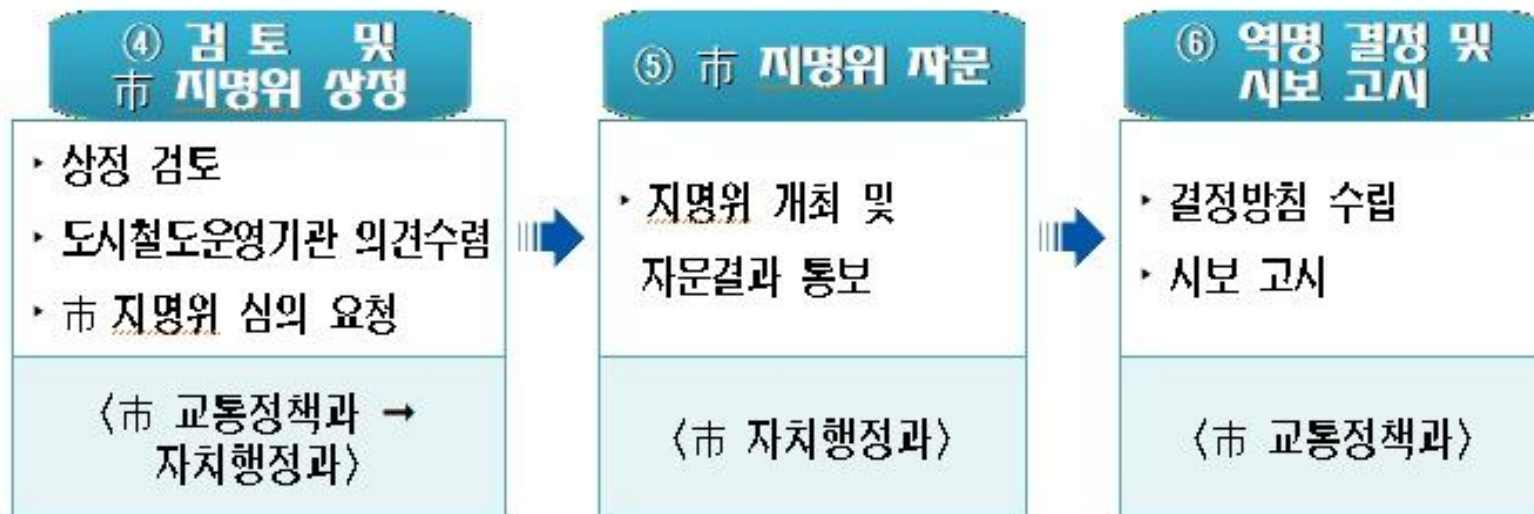 ④ 검 토 및
市 지명위 상정
‣ 상정 검토
‣ 도시철도운영기관 의견수렴
‣ 市 지명위 심의 요청
〈市 교통정책과 →
자치행정과〉
⑤ 市 지명위 자문
‣ 지명위 개최 및
자문결과 통보
〈市 자치행정과〉
⑥ 역명 결정 및
시보 고시
‣ 결정방침 수립
‣ 시보 고시
〈市 교통정책과〉